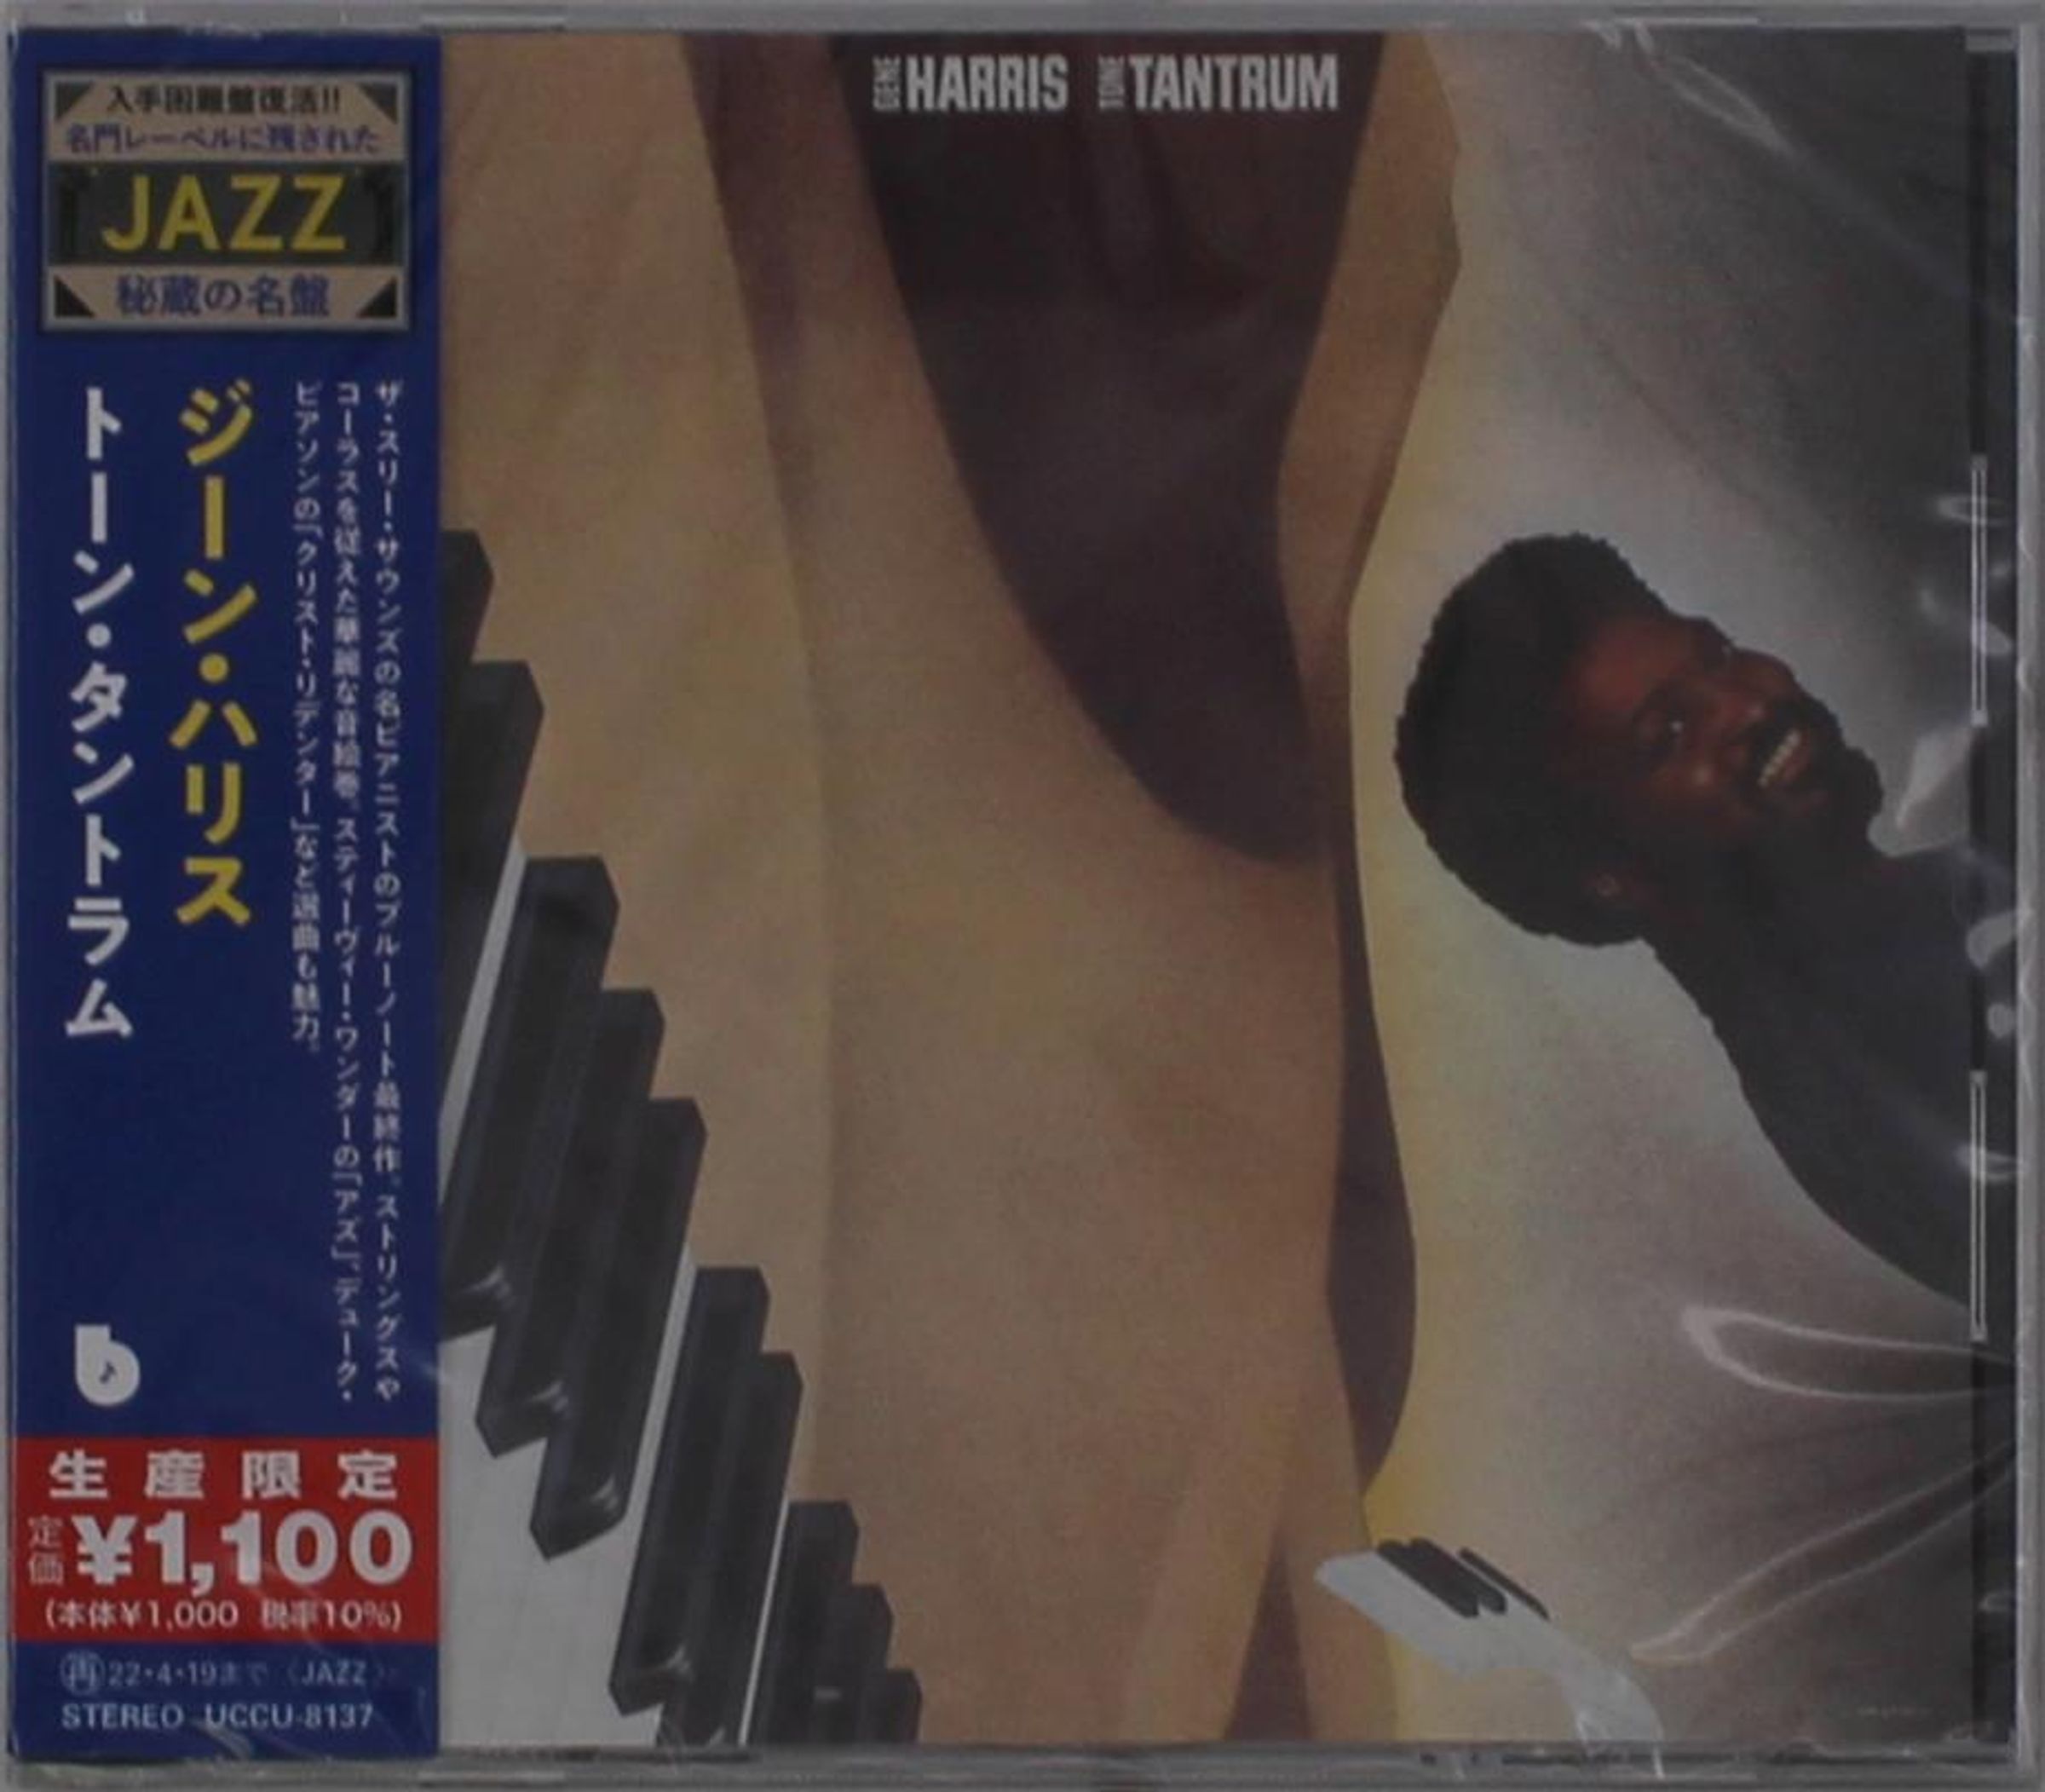 GENE HARRIS TONE TANTRUM
入手困難盤復活!!
名門レーベルに残された
JAZZ
秘蔵の名盤
ザ・スリー・サウンズの名ピアニストのブルーノート最終作。ストリングスや
コーラスを従えた華麗な音絵巻。スティーヴィー・ワンダーの「アズ」、デューク・
ピアソンの「クリスト・リデンター」など選曲も魅力。
ジーン・ハリス
トーン・タントラム
生産限定
定価 ¥1,100
(本体¥1,000 税率10%)
再 22・4・19まで 〈JAZZ〉
STEREO UCCU-8137